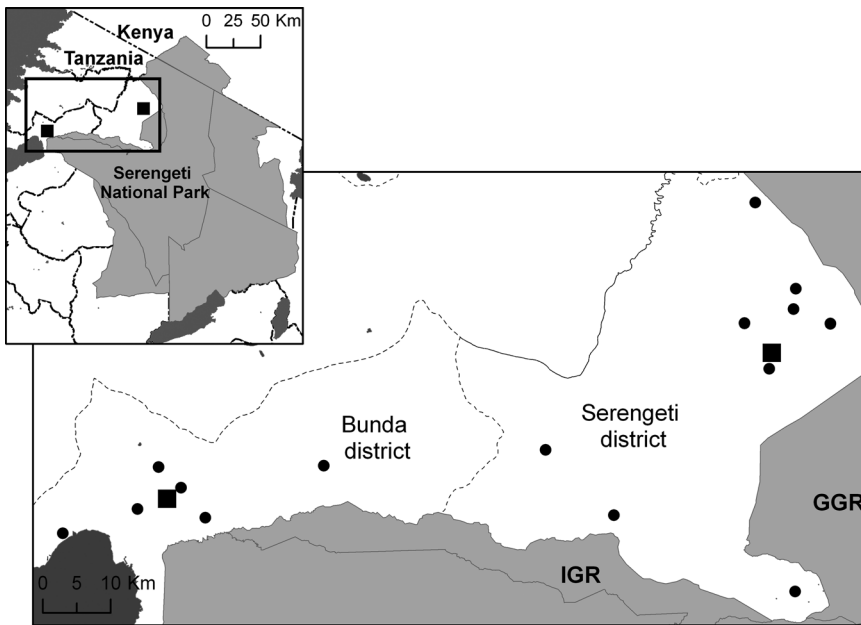 Kenya
0 25 50 Km
Tanzania
Serengeti
National Park
Bunda
district
Serengeti
district
GGR
IGR
0 5 10 Km